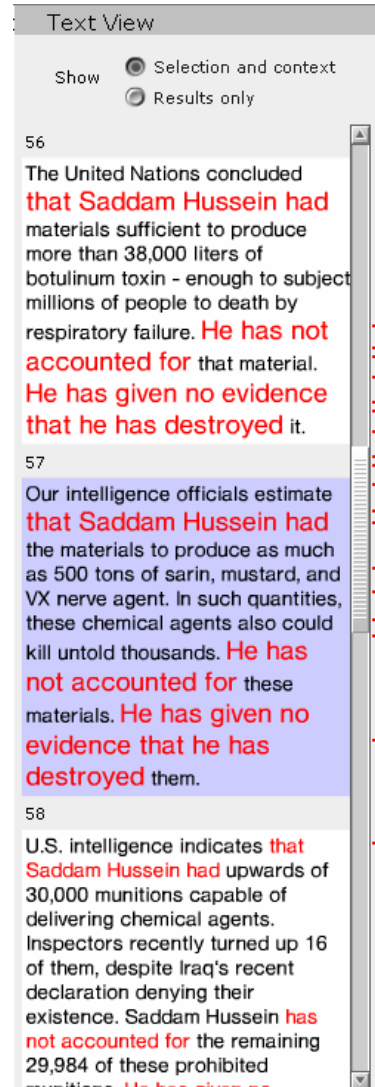 Text View
Show
Selection and context
Results only
56
The United Nations concluded
that Saddam Hussein had
materials sufficient to produce
more than 38,000 liters of
botulinum toxin - enough to subject
millions of people to death by
respiratory failure. He has not
accounted for that material.
He has given no evidence
that he has destroyed it.
57
Our intelligence officials estimate
that Saddam Hussein had
the materials to produce as much
as 500 tons of sarin, mustard, and
VX nerve agent. In such quantities,
these chemical agents also could
kill untold thousands. He has
not accounted for these
materials. He has given no
evidence that he has
destroyed them.
58
U.S. intelligence indicates that
Saddam Hussein had upwards of
30,000 munitions capable of
delivering chemical agents.
Inspectors recently turned up 16
of them, despite Iraq's recent
declaration denying their
existence. Saddam Hussein has
not accounted for the remaining
29,984 of these prohibited
munitions. He has given no